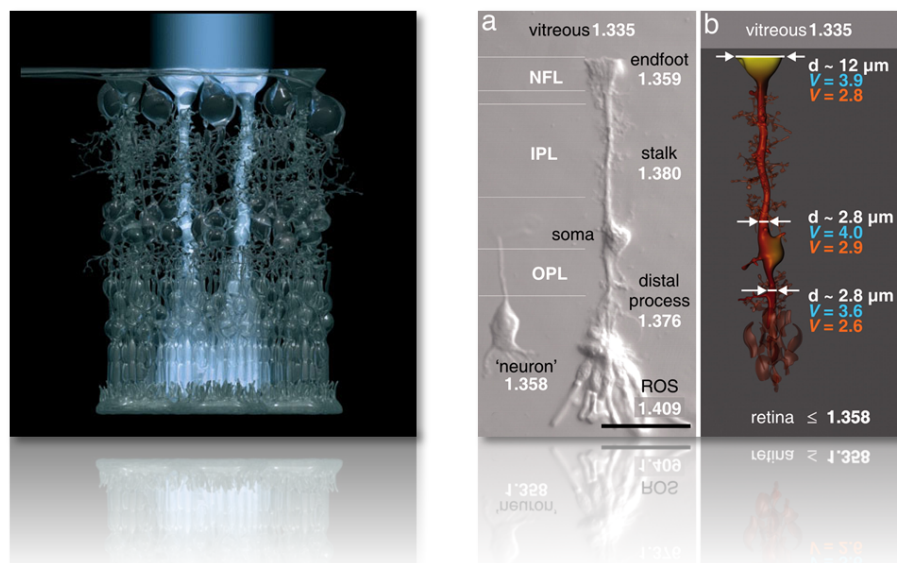 a
vitreous 1.335
endfoot
1.359
NFL
IPL
stalk
1.380
soma
OPL
distal
process
1.376
'neuron'
1.358
ROS
1.409
b
vitreous 1.335
d ~ 12 µm
V = 3.9
V = 2.8
d ~ 2.8 µm
V = 4.0
V = 2.9
d ~ 2.8 µm
V = 3.6
V = 2.6
retina ≤ 1.358